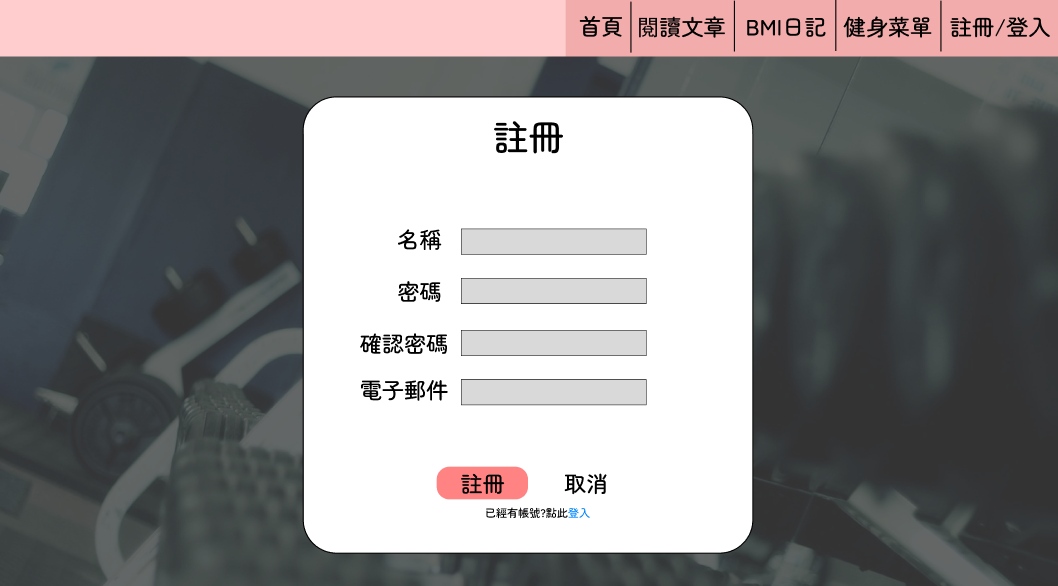 首頁 閱讀文章 BMI日記 健身菜單 註冊/登入
註冊
名稱
密碼
確認密碼
電子郵件
註冊 取消
已經有帳號?點此登入